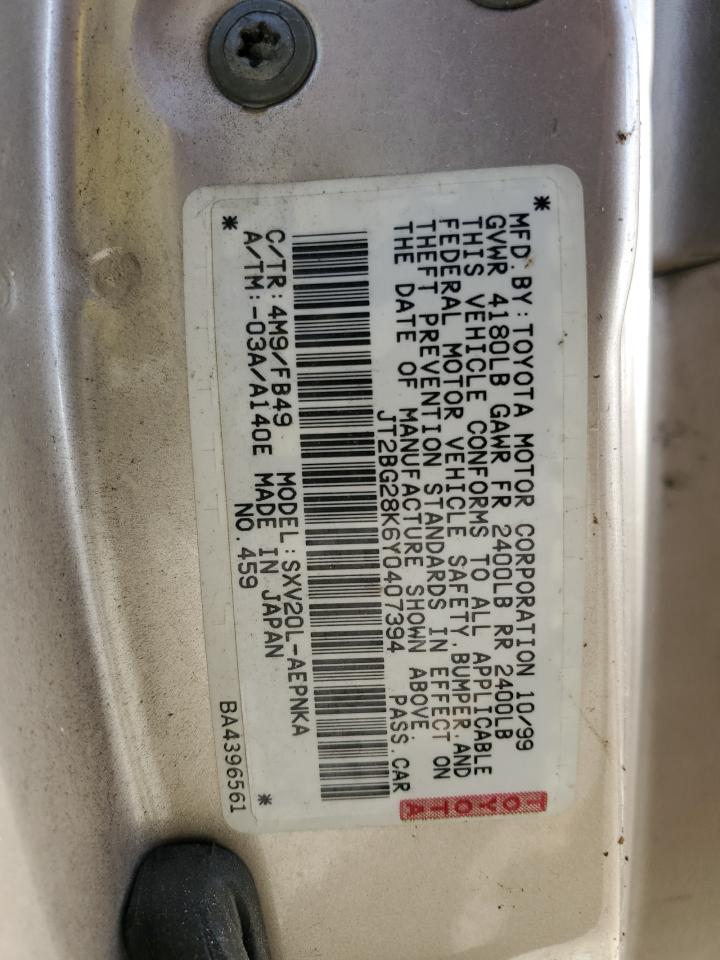 * MFD. BY: TOYOTA MOTOR CORPORATION 10/99
GVWR 4180LB GAWR FR 2400LB RR 2400LB
THIS VEHICLE CONFORMS TO ALL APPLICABLE
FEDERAL MOTOR VEHICLE SAFETY, BUMPER, AND
THEFT PREVENTION STANDARDS IN EFFECT ON
THE DATE OF MANUFACTURE SHOWN ABOVE.
TOYOTA
JT2BG28K6Y0407394 PASS. CAR
C/TR: 4M9/FB49 MODEL: SXV20L-AEPNKA
* A/TM: -03A/A140E MADE IN JAPAN *
NO. 459
BA4396561